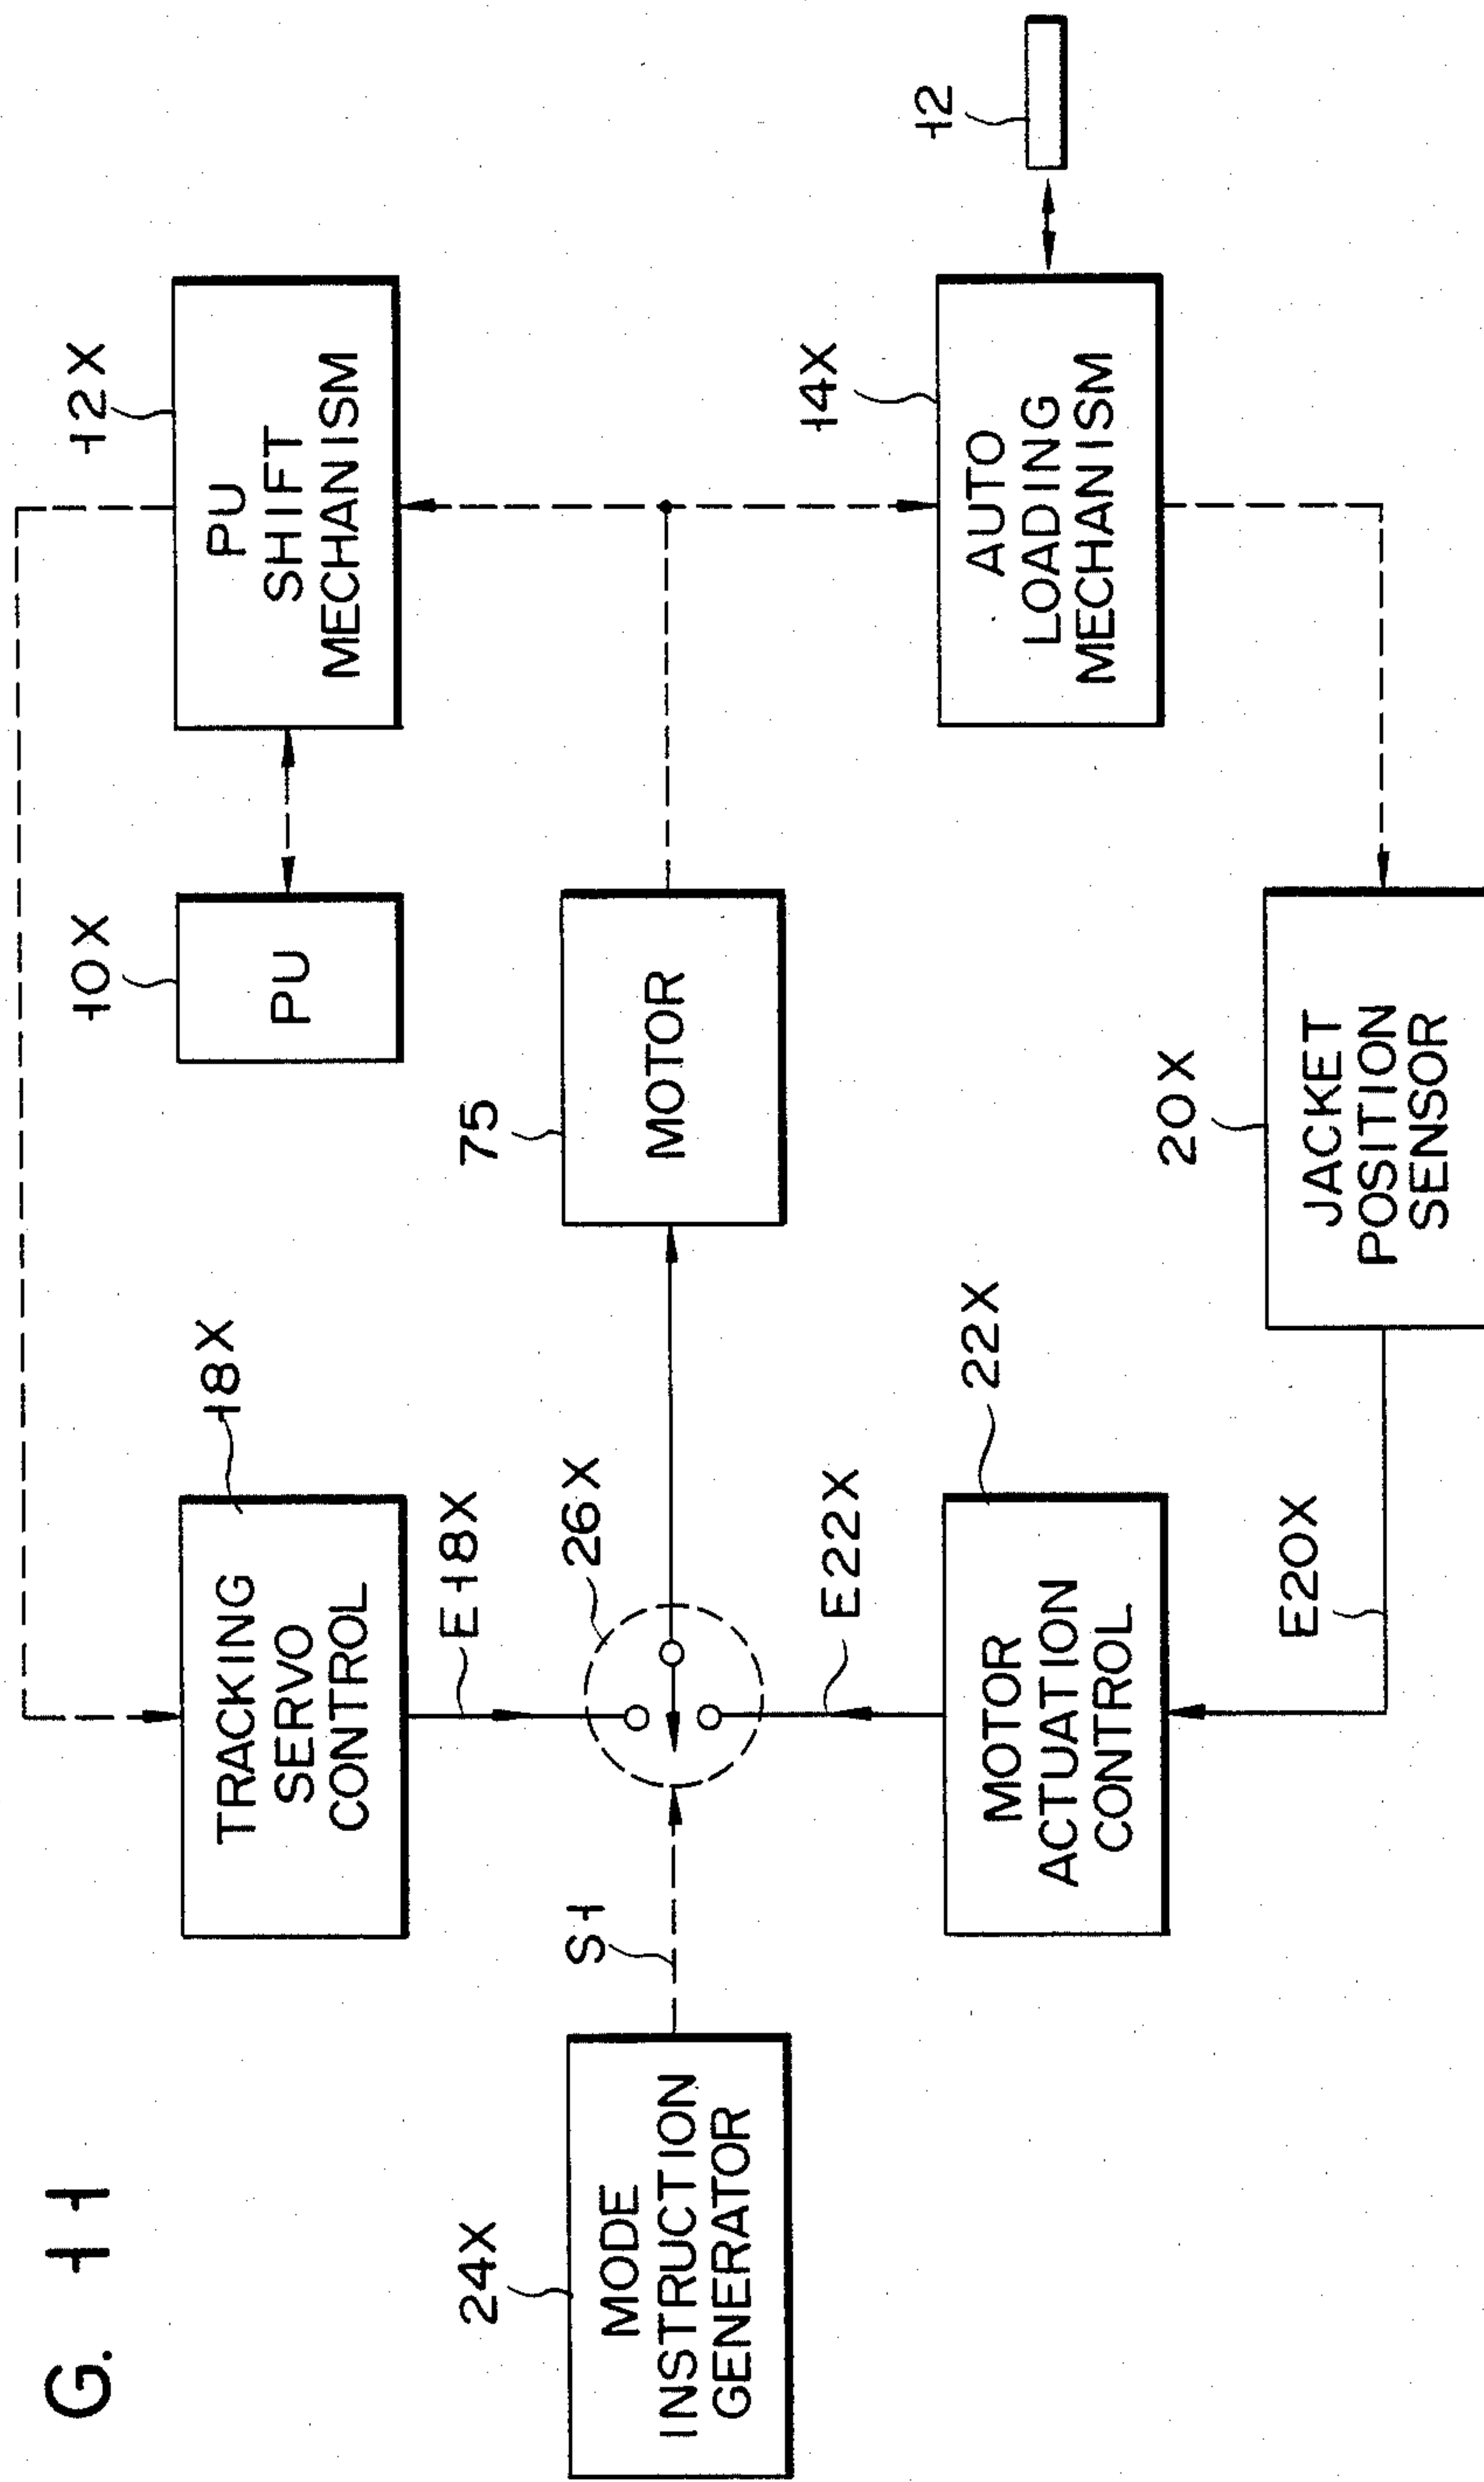 G. 11
24X
MODE
INSTRUCTION
GENERATOR
S1
TRACKING
SERVO
CONTROL
18X
E18X
26X
E22X
MOTOR
ACTUATION
CONTROL
22X
E20X
10X
PU
75
MOTOR
20X
JACKET
POSITION
SENSOR
12X
PU
SHIFT
MECHANISM
14X
AUTO
LOADING
MECHANISM
12